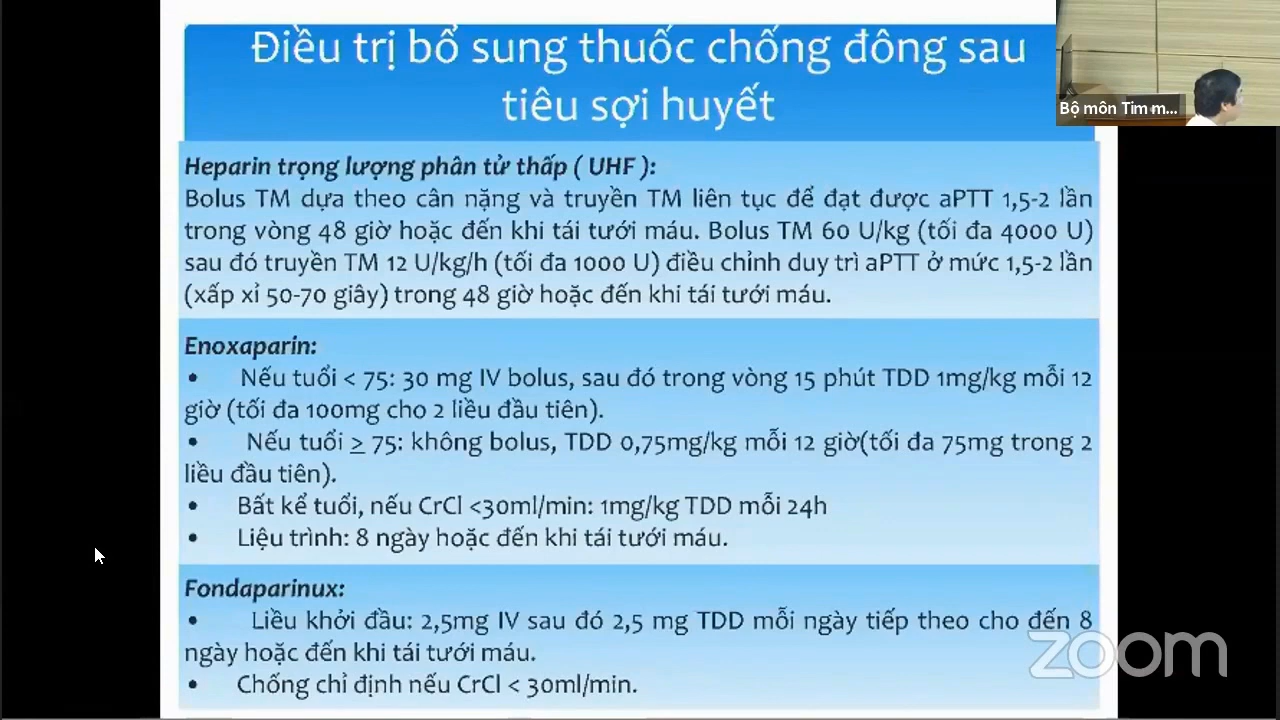 Điều trị bổ sung thuốc chống đông sau
tiêu sợi huyết
Bộ môn Tim m...
Heparin trọng lượng phân tử thấp ( UHF ):
Bolus TM dựa theo cân nặng và truyền TM liên tục để đạt được aPTT 1,5-2 lần
trong vòng 48 giờ hoặc đến khi tái tưới máu. Bolus TM 60 U/kg (tối đa 4000 U)
sau đó truyền TM 12 U/kg/h (tối đa 1000 U) điều chỉnh duy trì aPTT ở mức 1,5-2 lần
(xấp xỉ 50-70 giây) trong 48 giờ hoặc đến khi tái tưới máu.
Enoxaparin:
• Nếu tuổi < 75: 30 mg IV bolus, sau đó trong vòng 15 phút TDD 1mg/kg mỗi 12
giờ (tối đa 100mg cho 2 liều đầu tiên).
• Nếu tuổi ≥ 75: không bolus, TDD 0,75mg/kg mỗi 12 giờ(tối đa 75mg trong 2
liều đầu tiên).
• Bất kể tuổi, nếu CrCl <30ml/min: 1mg/kg TDD mỗi 24h
• Liệu trình: 8 ngày hoặc đến khi tái tưới máu.
Fondaparinux:
• Liều khởi đầu: 2,5mg IV sau đó 2,5 mg TDD mỗi ngày tiếp theo cho đến 8
ngày hoặc đến khi tái tưới máu.
• Chống chỉ định nếu CrCl < 30ml/min.
zoom